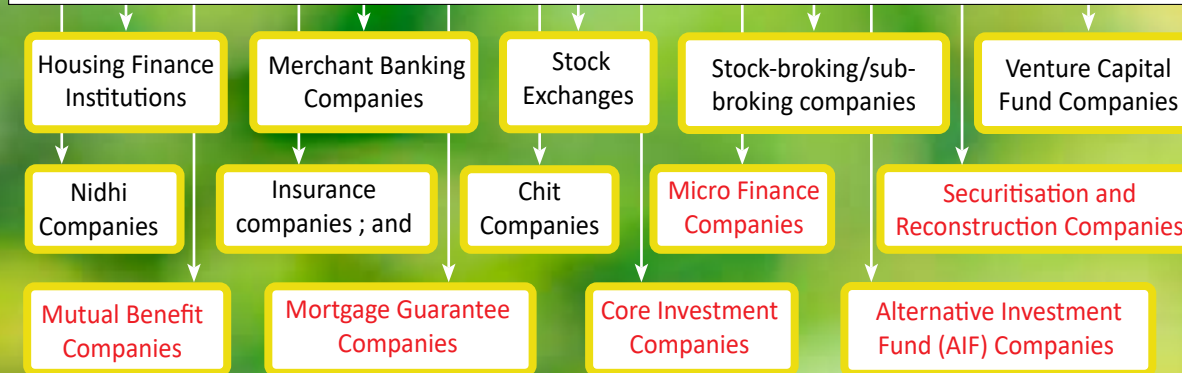 Housing Finance
Institutions
Merchant Banking
Companies
Stock
Exchanges
Stock-broking/sub-
broking companies
Venture Capital
Fund Companies
Nidhi
Companies
Insurance
companies ; and
Chit
Companies
Micro Finance
Companies
Securitisation and
Reconstruction Companies
Mutual Benefit
Companies
Mortgage Guarantee
Companies
Core Investment
Companies
Alternative Investment
Fund (AIF) Companies